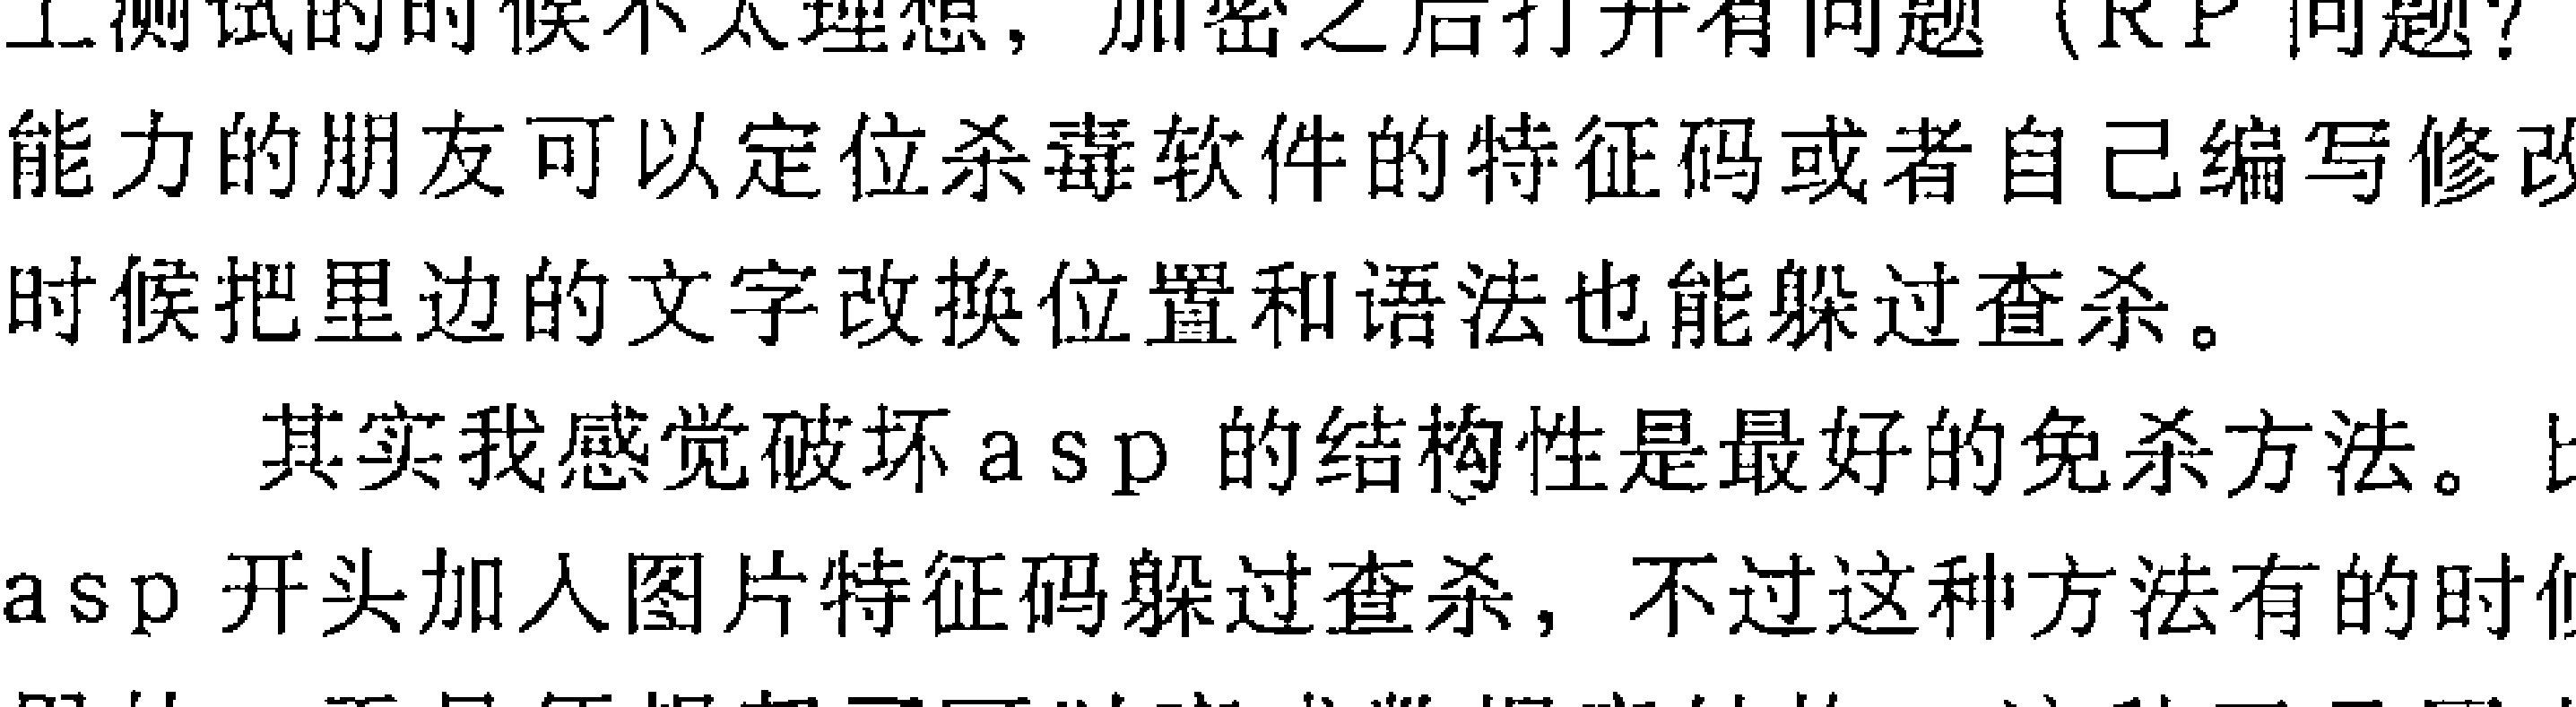 上测试的时候不太理想，加密之后打开有问题（RP问题？
能力的朋友可以定位杀毒软件的特征码或者自己编写修改
时候把里边的文字改换位置和语法也能躲过查杀。
其实我感觉破坏asp的结构性是最好的免杀方法。
asp开头加入图片特征码躲过查杀，不过这种方法有的时候